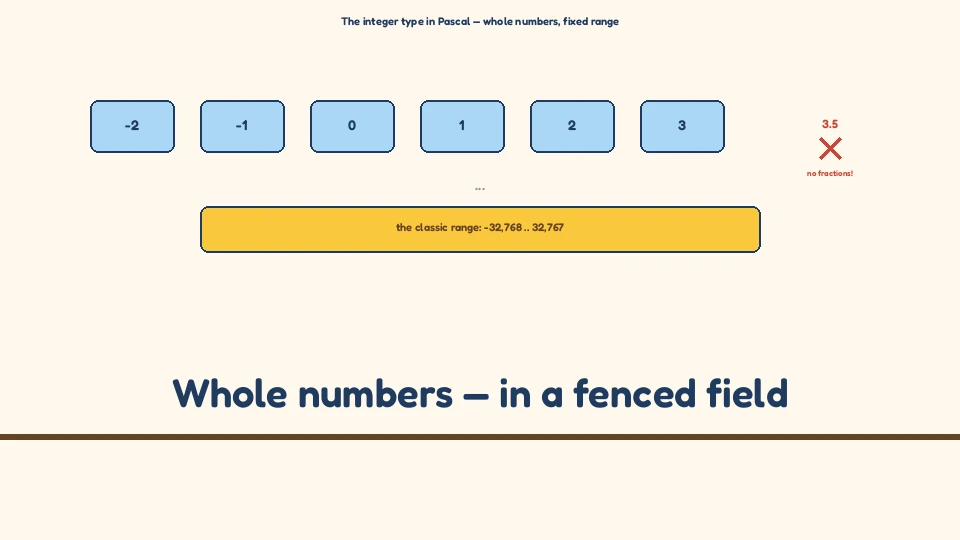 The integer type in Pascal — whole numbers, fixed range
-2 -1 0 1 2 3
3.5
no fractions!
...
the classic range: -32,768 .. 32,767
Whole numbers — in a fenced field